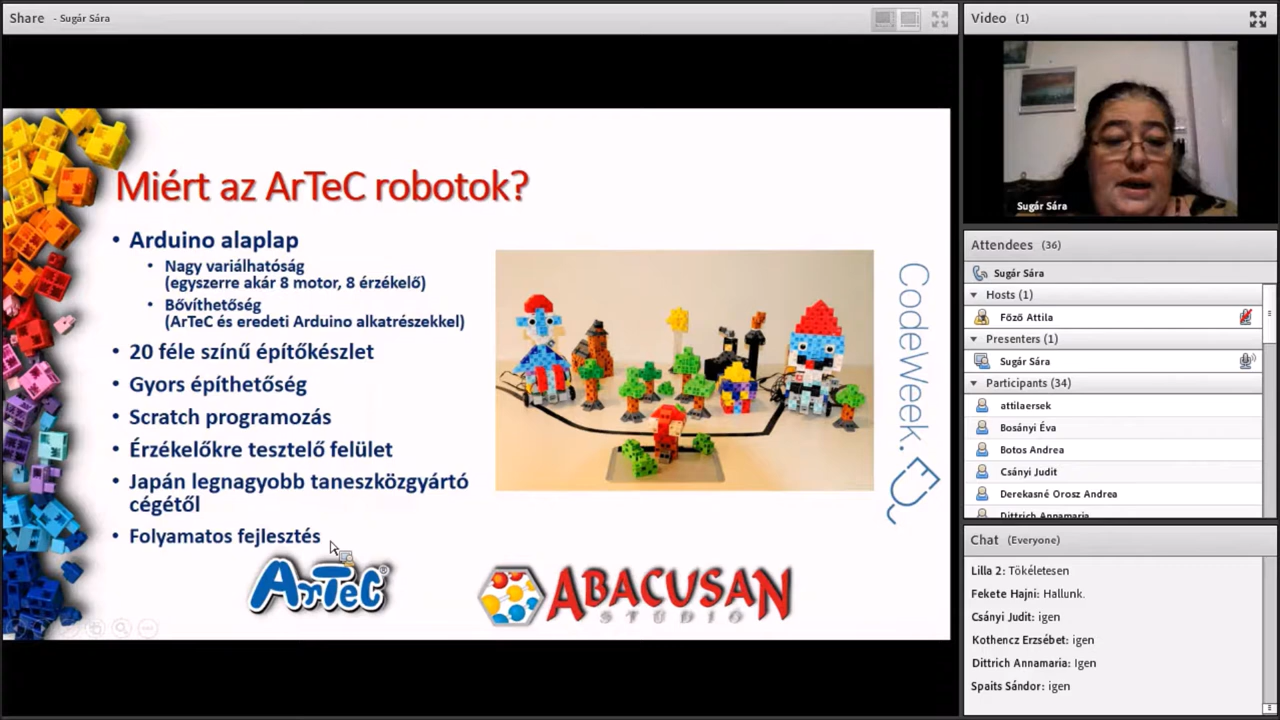 Share - Sugár Sára
Miért az ArTeC robotok?
• Arduino alaplap
• Nagy variálhatóság
(egyszerre akár 8 motor, 8 érzékelő)
• Bővíthetőség
(ArTeC és eredeti Arduino alkatrészekkel)
• 20 féle színű építőkészlet
• Gyors építhetőség
• Scratch programozás
• Érzékelőkre tesztelő felület
• Japán legnagyobb taneszközgyártó
cégétől
• Folyamatos fejlesztés
ArTeC®
ABACUSAN
STÚDIÓ
CodeWeek.
Video (1)
Sugár Sára
Attendees (36)
Sugár Sára
Hosts (1)
Főző Attila
Presenters (1)
Sugár Sára
Participants (34)
attilaersek
Bosányi Éva
Botos Andrea
Csányi Judit
Derekasné Orosz Andrea
Dittrich Annamaria
Chat (Everyone)
Lilla 2: Tökéletesen
Fekete Hajni: Hallunk.
Csányi Judit: igen
Kothencz Erzsébet: igen
Dittrich Annamaria: Igen
Spaits Sándor: igen